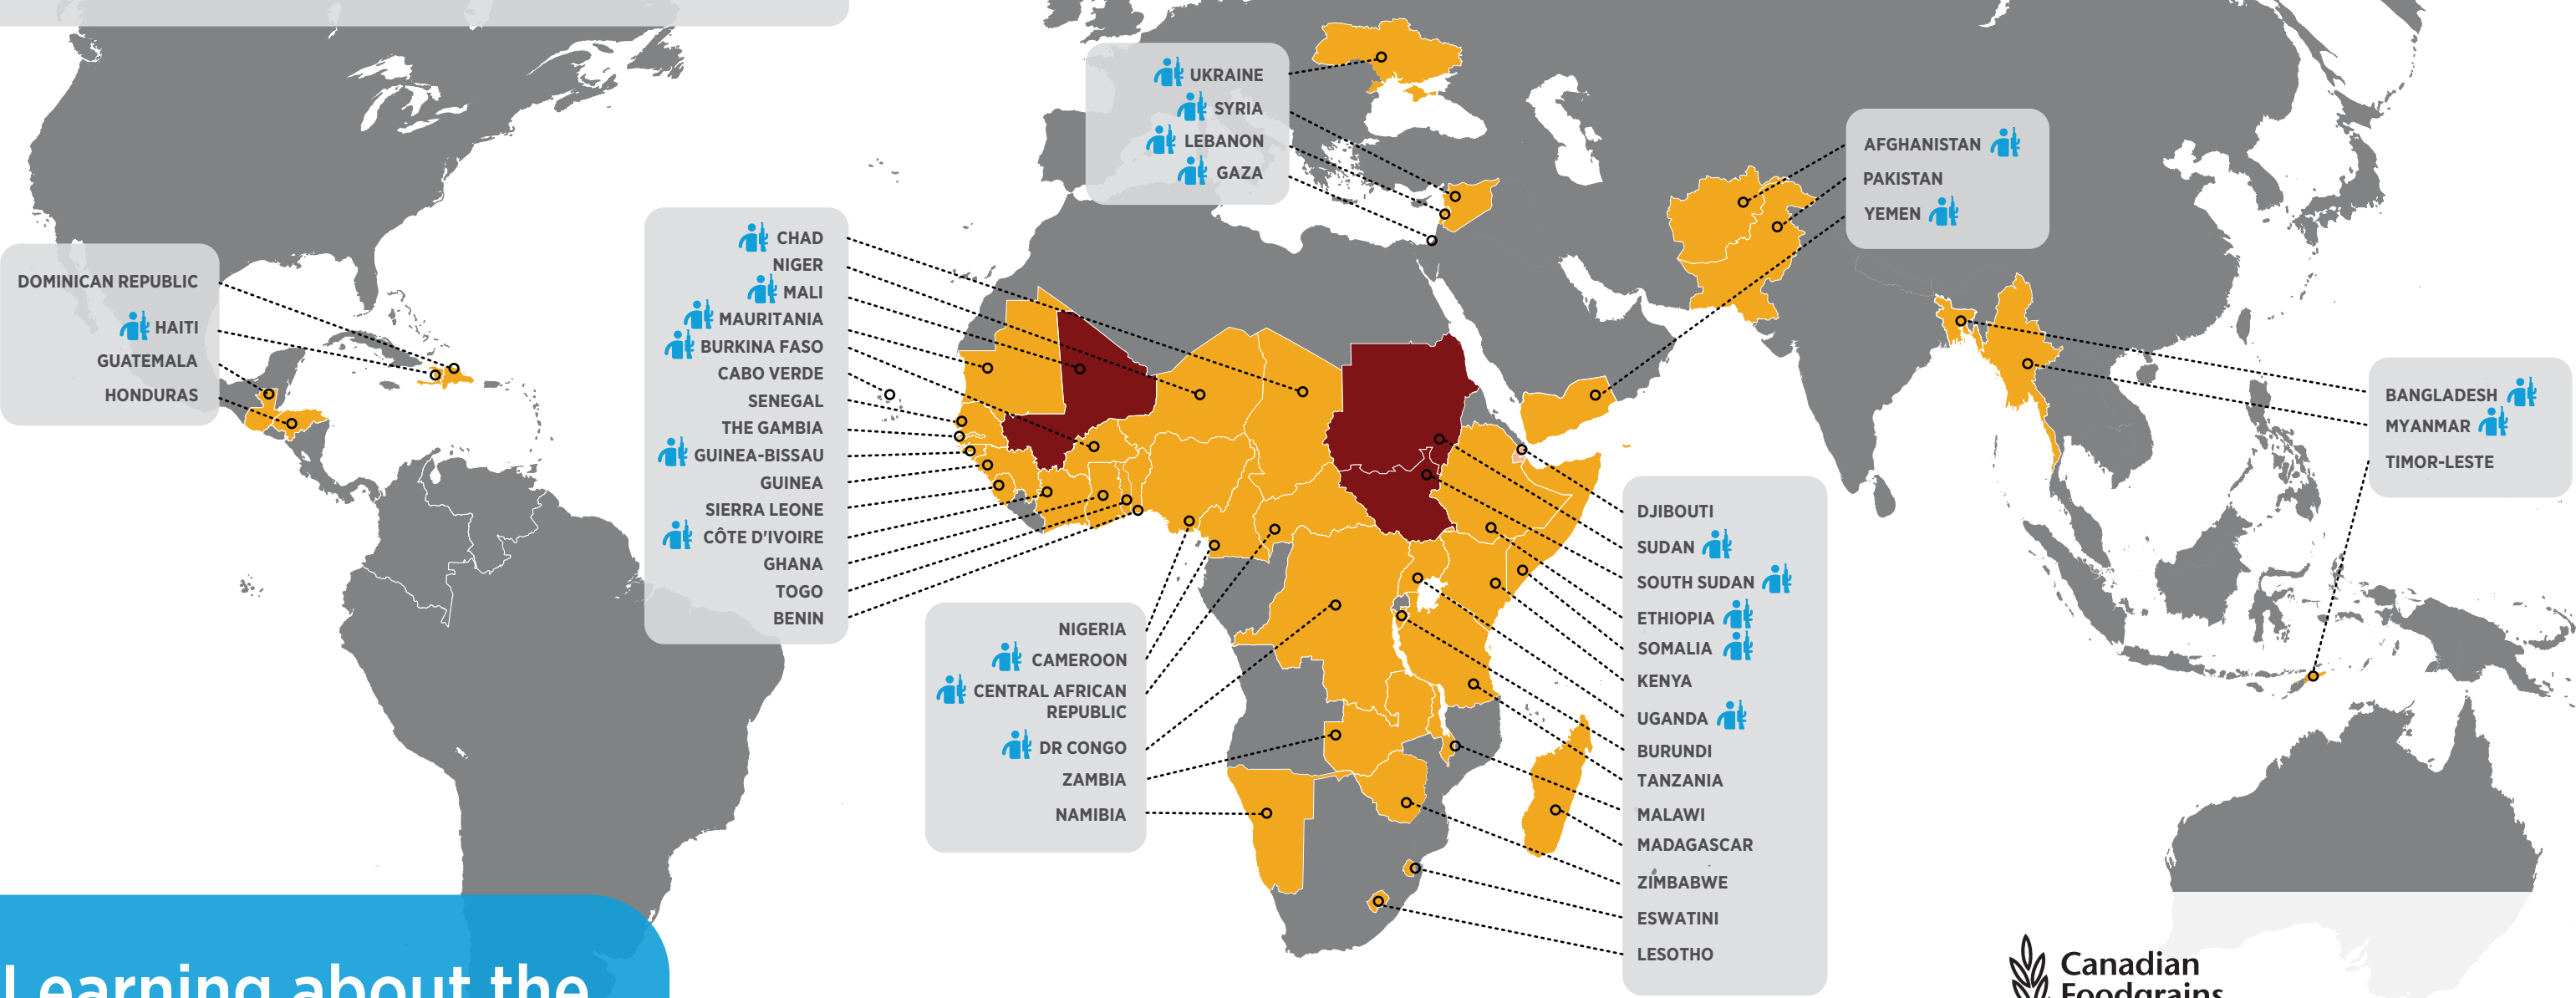 UKRAINE
SYRIA
LEBANON
GAZA
AFGHANISTAN
PAKISTAN
YEMEN
DOMINICAN REPUBLIC
HAITI
GUATEMALA
HONDURAS
CHAD
NIGER
MALI
MAURITANIA
BURKINA FASO
CABO VERDE
SENEGAL
THE GAMBIA
GUINEA-BISSAU
GUINEA
SIERRA LEONE
CÔTE D'IVOIRE
GHANA
TOGO
BENIN
NIGERIA
CAMEROON
CENTRAL AFRICAN
REPUBLIC
DR CONGO
ZAMBIA
NAMIBIA
DJIBOUTI
SUDAN
SOUTH SUDAN
ETHIOPIA
SOMALIA
KENYA
UGANDA
BURUNDI
TANZANIA
MALAWI
MADAGASCAR
ZIMBABWE
ESWATINI
LESOTHO
BANGLADESH
MYANMAR
TIMOR-LESTE
Learning about the
Canadian
Foodgrains